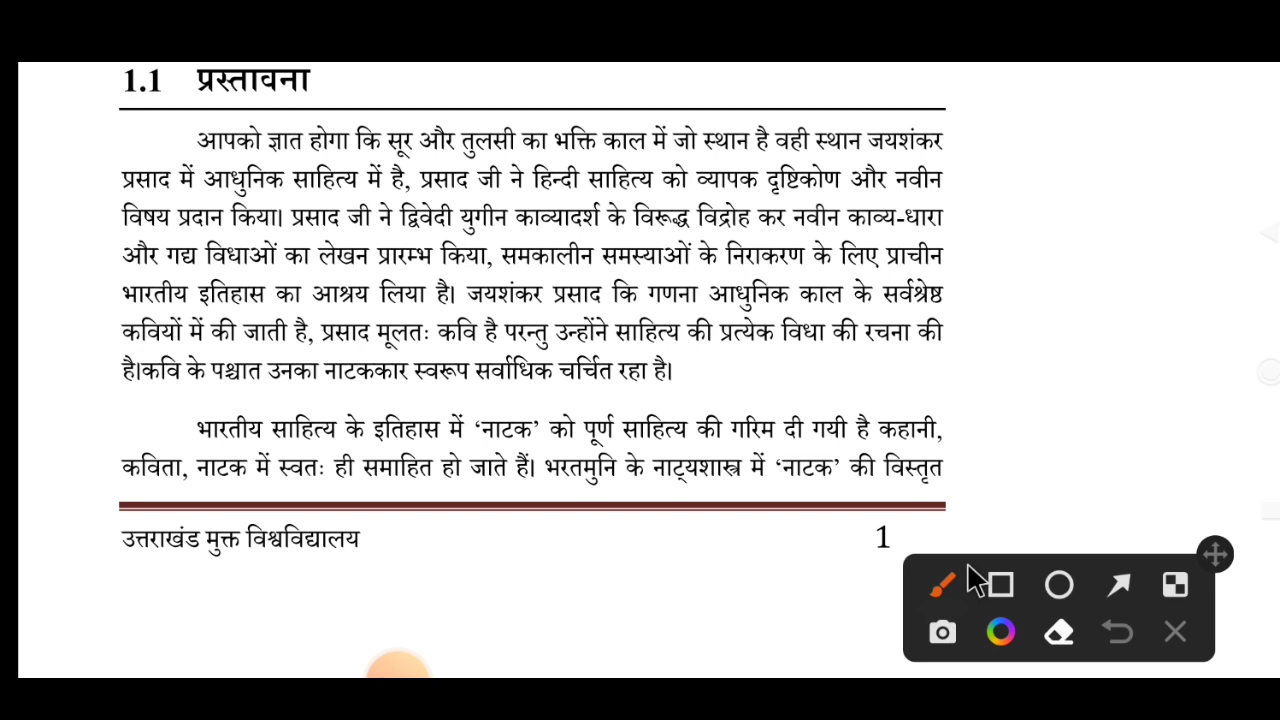 1.1 प्रस्तावना
आपको ज्ञात होगा कि सूर और तुलसी का भक्ति काल में जो स्थान है वही स्थान जयशंकर
प्रसाद में आधुनिक साहित्य में है, प्रसाद जी ने हिन्दी साहित्य को व्यापक दृष्टिकोण और नवीन
विषय प्रदान किया। प्रसाद जी ने द्विवेदी युगीन काव्यादर्श के विरूद्ध विद्रोह कर नवीन काव्य-धारा
और गद्य विधाओं का लेखन प्रारम्भ किया, समकालीन समस्याओं के निराकरण के लिए प्राचीन
भारतीय इतिहास का आश्रय लिया है। जयशंकर प्रसाद कि गणना आधुनिक काल के सर्वश्रेष्ठ
कवियों में की जाती है, प्रसाद मूलतः कवि है परन्तु उन्होंने साहित्य की प्रत्येक विधा की रचना की
है।कवि के पश्चात उनका नाटककार स्वरूप सर्वाधिक चर्चित रहा है।
भारतीय साहित्य के इतिहास में ‘नाटक’ को पूर्ण साहित्य की गरिम दी गयी है कहानी,
कविता, नाटक में स्वतः ही समाहित हो जाते हैं। भरतमुनि के नाट्यशास्त्र में ‘नाटक’ की विस्तृत
उत्तराखंड मुक्त विश्वविद्यालय 1